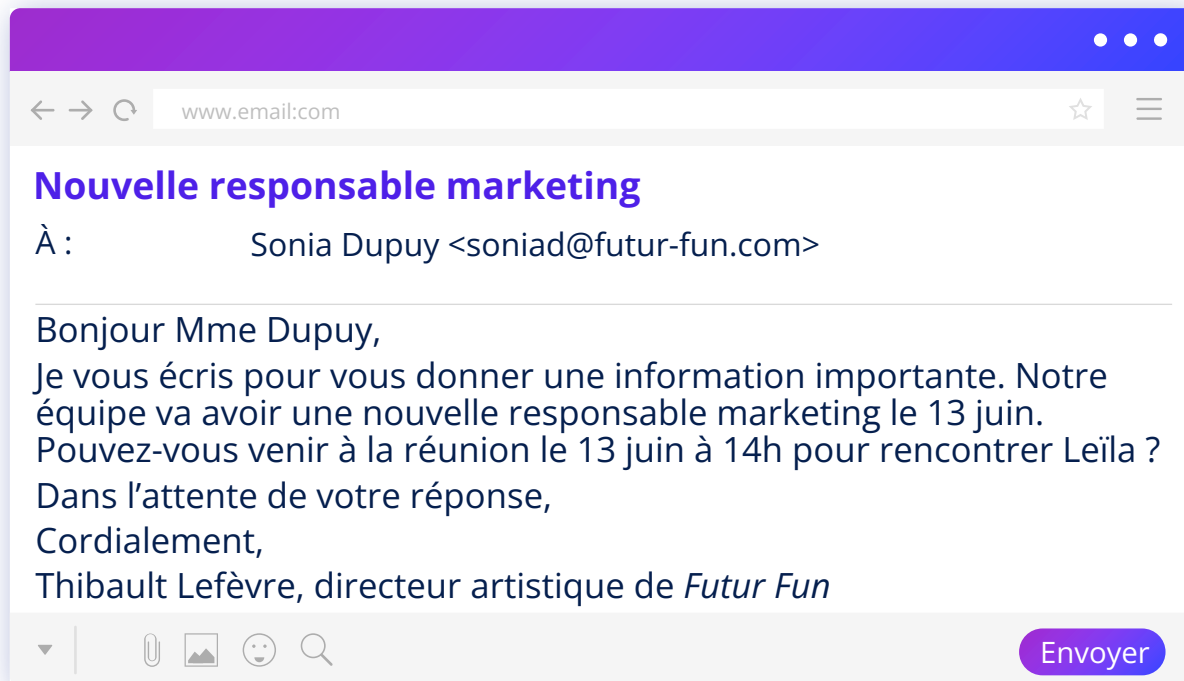 www.email:com
Nouvelle responsable marketing
À : Sonia Dupuy <soniad@futur-fun.com>
Bonjour Mme Dupuy,
Je vous écris pour vous donner une information importante. Notre
équipe va avoir une nouvelle responsable marketing le 13 juin.
Pouvez-vous venir à la réunion le 13 juin à 14h pour rencontrer Leïla ?
Dans l’attente de votre réponse,
Cordialement,
Thibault Lefèvre, directeur artistique de Futur Fun
Envoyer